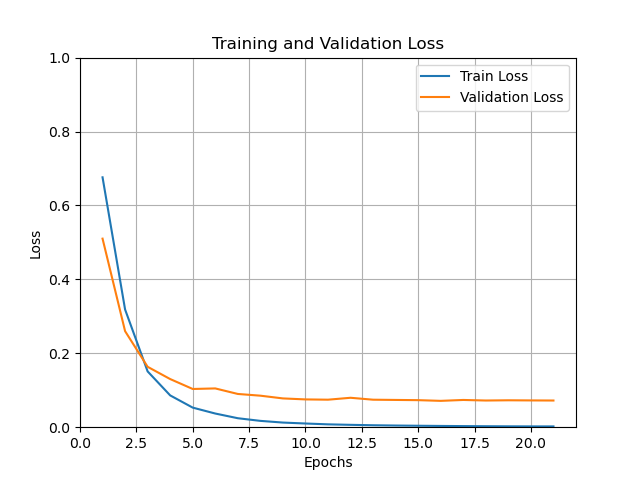 Training and Validation Loss
1.0
Train Loss
Validation Loss
0.8
0.6
Loss
0.4
0.2
0.0
0.0 2.5 5.0 7.5 10.0 12.5 15.0 17.5 20.0
Epochs